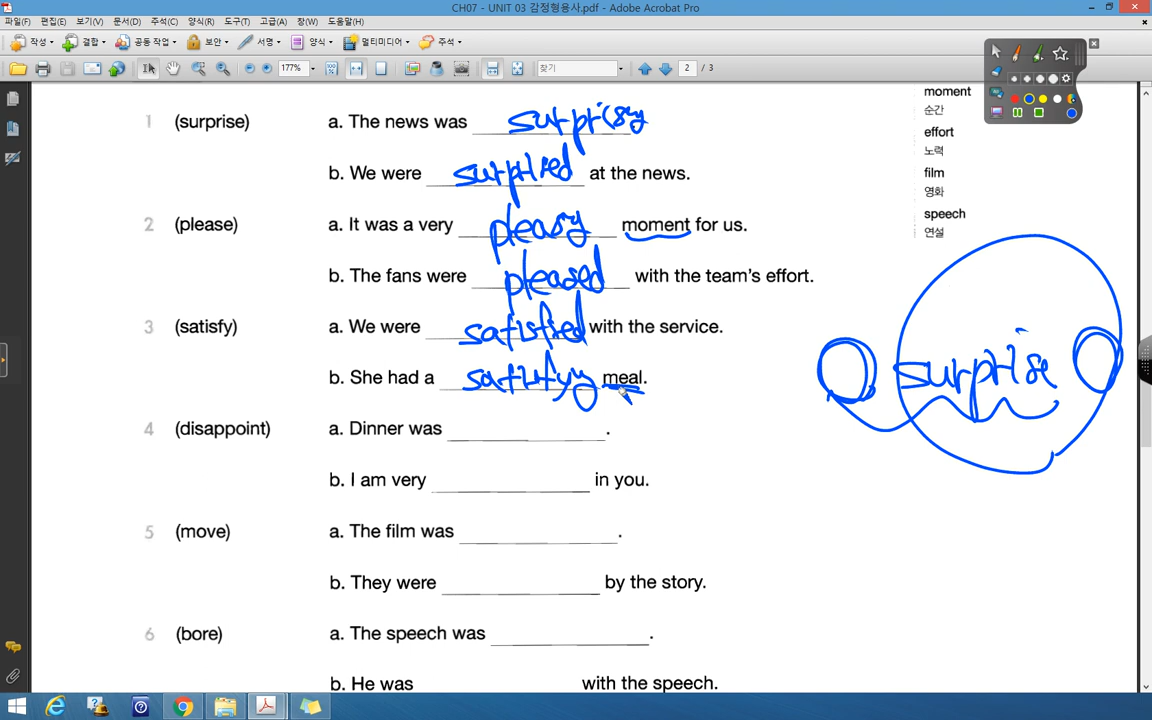 CH07 - UNIT 03 감정형용사.pdf - Adobe Acrobat Pro
파일(F) 편집(E) 보기(V) 문서(D) 주석(C) 양식(R) 도구(T) 고급(A) 창(W) 도움말(H)
작성 결합 공동 작업 보안 서명 양식 멀티미디어 주석
177% 찾기 2 / 3
1 (surprise) a. The news was surprisy
b. We were surprised at the news.
2 (please) a. It was a very pleasy moment for us.
b. The fans were pleased with the team's effort.
3 (satisfy) a. We were satisfied with the service.
b. She had a satisfyy meal.
4 (disappoint) a. Dinner was .
b. I am very in you.
5 (move) a. The film was .
b. They were by the story.
6 (bore) a. The speech was .
b. He was with the speech.
moment
순간
effort
노력
film
영화
speech
연설
surprise